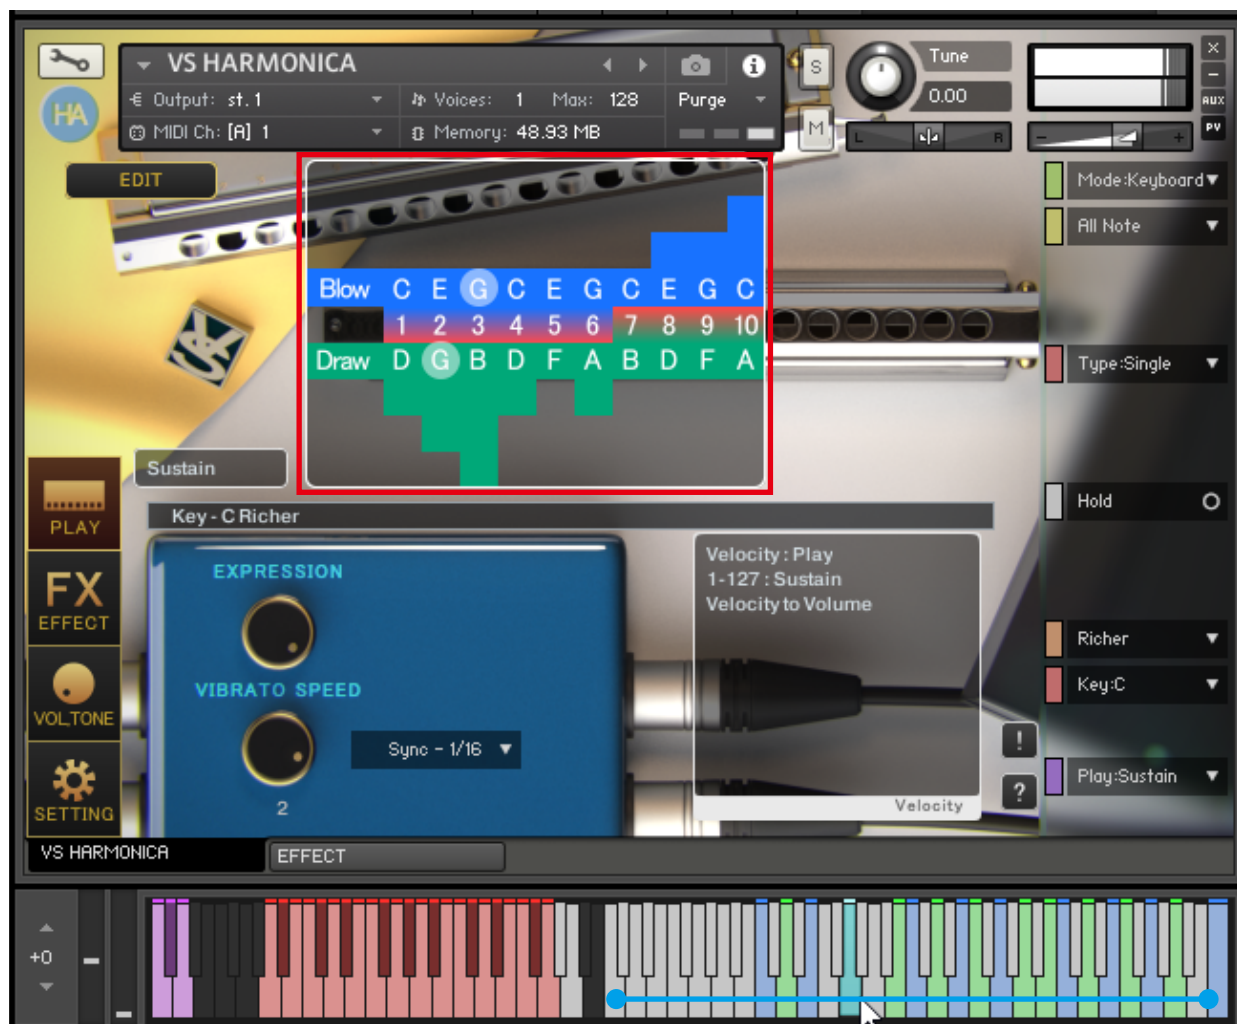 VS HARMONICA
S
Tune
HA
Output: st.1
Voices: 1 Max: 128
Purge
0.00
AUX
MIDI Ch: [A] 1
Memory: 48.93 MB
M
L R
- +
PV
EDIT
Mode:Keyboard
All Note
Blow C E G C E G C E G C
1 2 3 4 5 6 7 8 9 10
Draw D G B D F A B D F A
Type:Single
Sustain
Hold
PLAY
Key - C Richer
EXPRESSION
Velocity : Play
1-127 : Sustain
Velocity to Volume
FX
EFFECT
Richer
VIBRATO SPEED
Key:C
VOL,TONE
Sync - 1/16
!
Play:Sustain
SETTING
2
Velocity
?
VS HARMONICA
EFFECT
+0